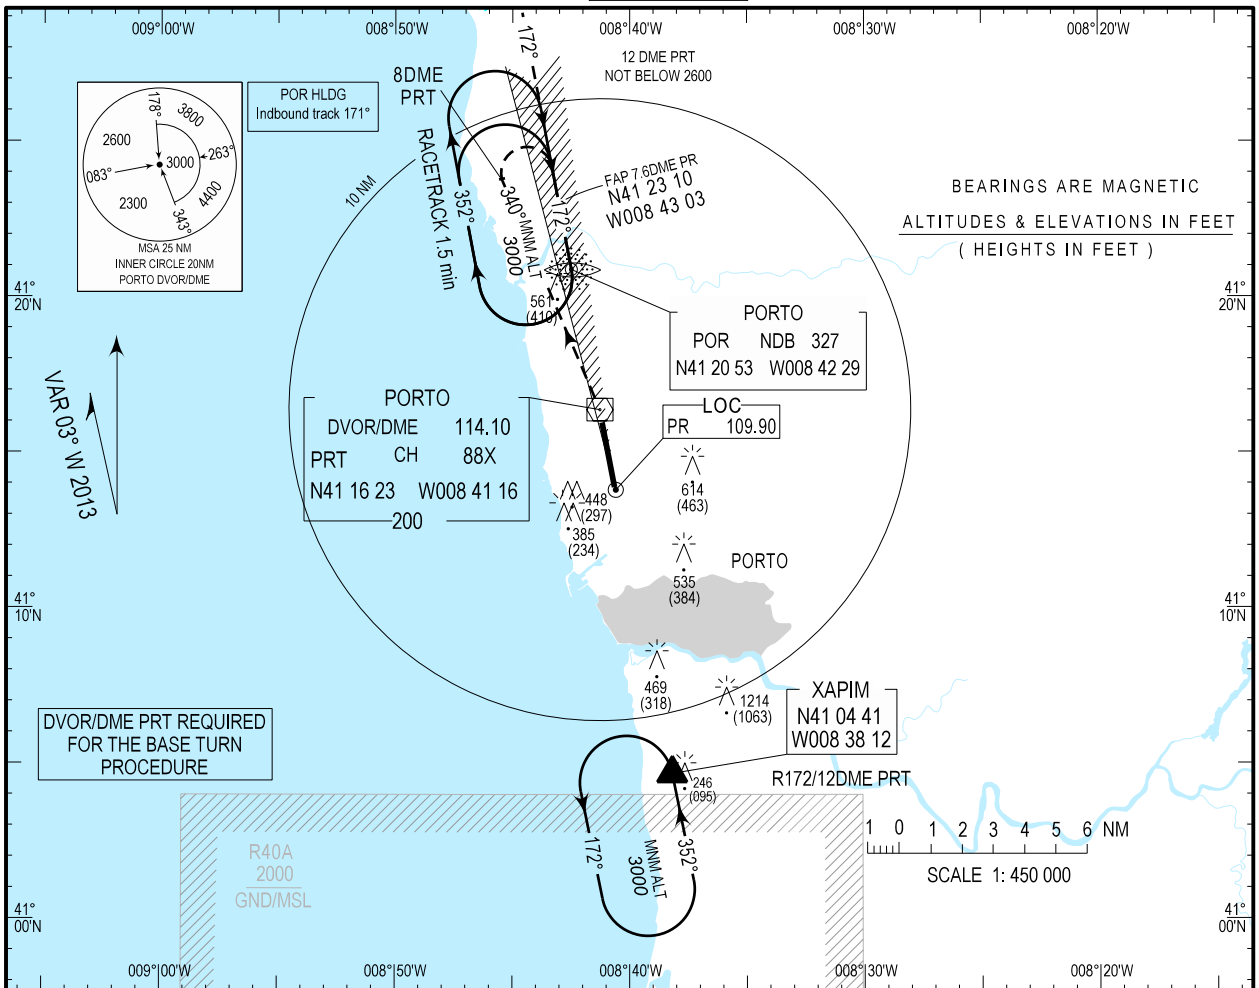 009°00'W
008°50'W
008°40'W
008°30'W
008°20'W
172°
12 DME PRT
NOT BELOW 2600
8DME
PRT
POR HLDG
Indbound track 171°
178°
3800
2600
263°
3000
083°
2300
4400
343°
MSA 25 NM
INNER CIRCLE 20NM
PORTO DVOR/DME
10 NM
RACETRACK 1.5 min
352°
340°
MNM ALT
3000
172°
FAP 7.6DME PR
N41 23 10
W008 43 03
BEARINGS ARE MAGNETIC
ALTITUDES & ELEVATIONS IN FEET
( HEIGHTS IN FEET )
41°
20'N
41°
20'N
561
(410)
PORTO
POR NDB 327
N41 20 53 W008 42 29
VAR 03° W 2013
PORTO
DVOR/DME 114.10
PRT CH 88X
N41 16 23 W008 41 16
200
LOC
PR 109.90
614
(463)
448
(297)
385
(234)
535
(384)
PORTO
41°
10'N
41°
10'N
469
(318)
1214
(1063)
XAPIM
N41 04 41
W008 38 12
R172/12DME PRT
246
(095)
DVOR/DME PRT REQUIRED
FOR THE BASE TURN
PROCEDURE
R40A
2000
GND/MSL
172°
MNM ALT
3000
352°
1 0 1 2 3 4 5 6 NM
SCALE 1: 450 000
41°
00'N
41°
00'N
009°00'W
008°50'W
008°40'W
008°30'W
008°20'W